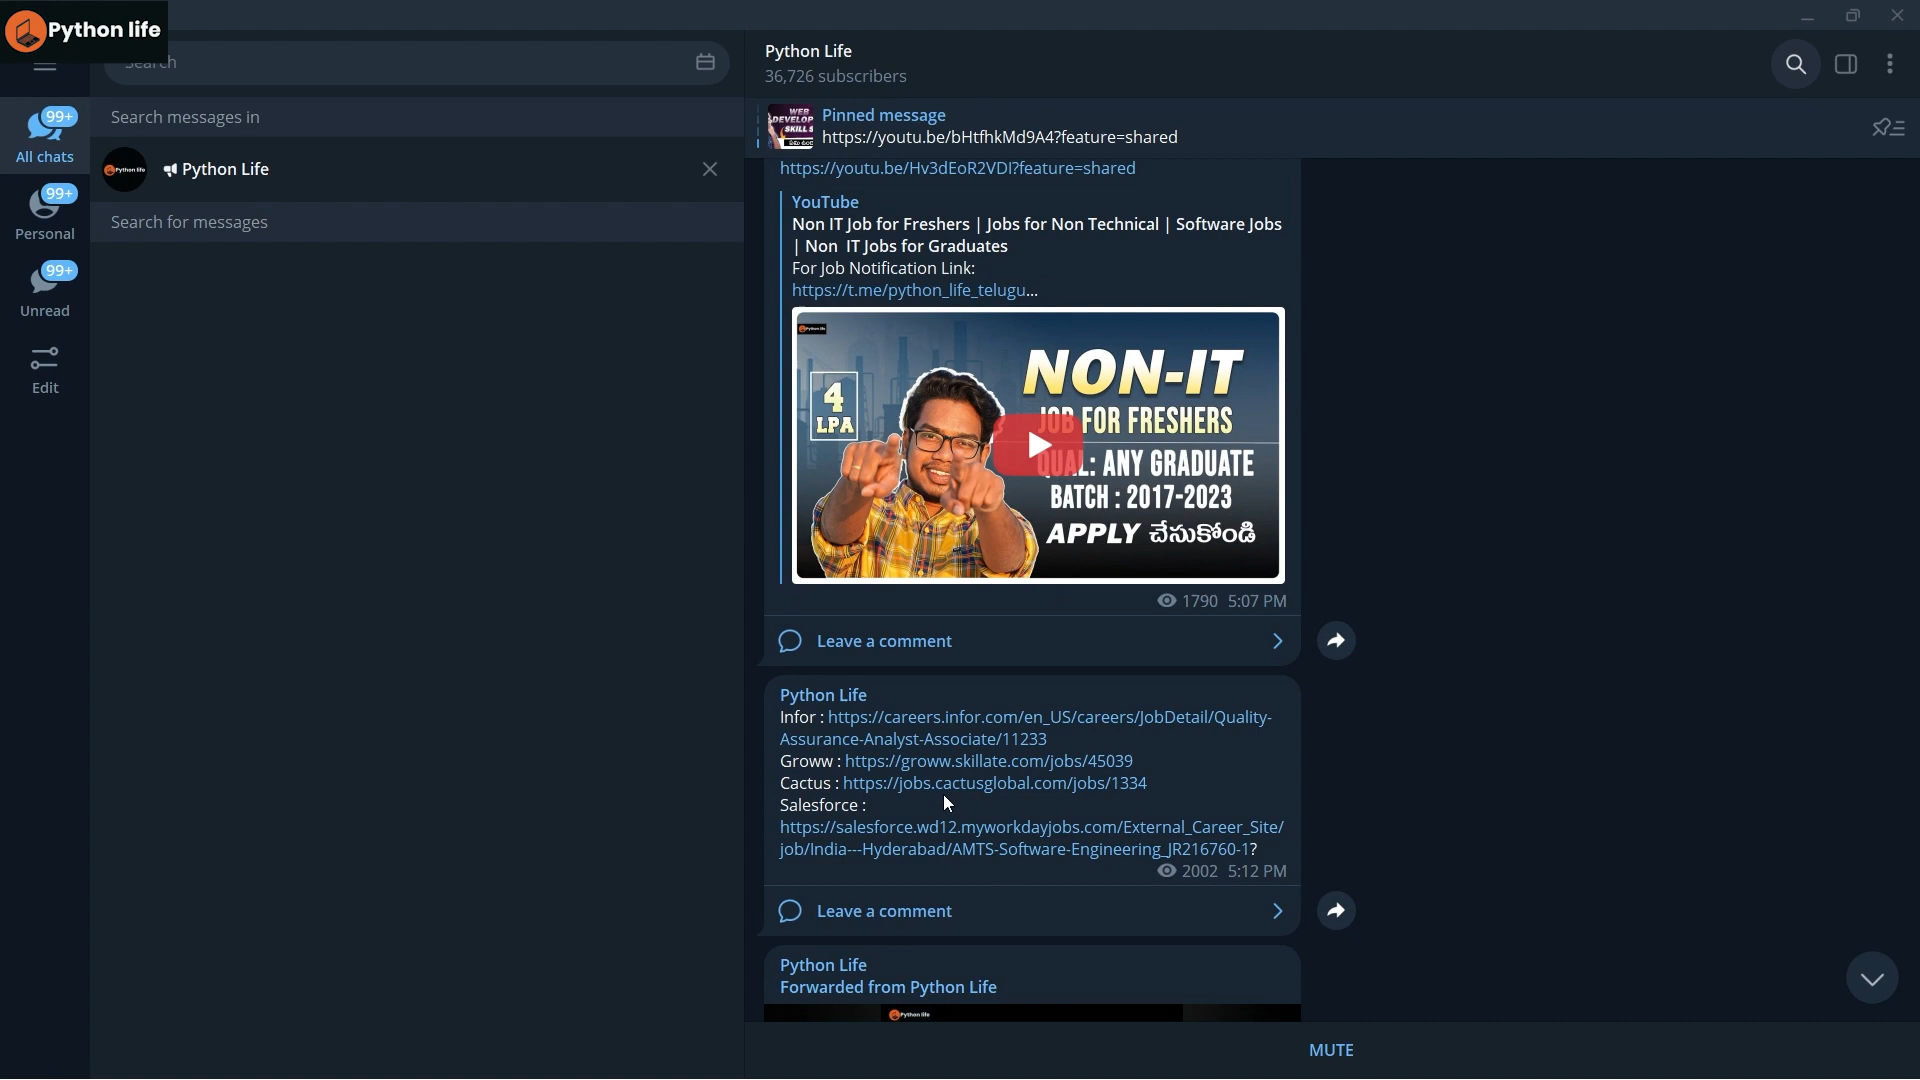 Python life
Search
Search messages in
Python Life
Search for messages
99+
All chats
99+
Personal
99+
Unread
Edit
Python Life
36,726 subscribers
Pinned message
https://youtu.be/bHtfhkMd9A4?feature=shared
WEB
DEVELOP
SKILL S
https://youtu.be/Hv3dEoR2VDI?feature=shared
YouTube
Non IT Job for Freshers | Jobs for Non Technical | Software Jobs
| Non  IT Jobs for Graduates
For Job Notification Link:
https://t.me/python_life_telugu...
Python life
4
LPA
NON-IT
JOB FOR FRESHERS
QUAL: ANY GRADUATE
BATCH : 2017-2023
APPLY చేసుకోండి
1790 5:07 PM
Leave a comment
Python Life
Infor : https://careers.infor.com/en_US/careers/JobDetail/Quality-
Assurance-Analyst-Associate/11233
Groww : https://groww.skillate.com/jobs/45039
Cactus : https://jobs.cactusglobal.com/jobs/1334
Salesforce :
https://salesforce.wd12.myworkdayjobs.com/External_Career_Site/
job/India---Hyderabad/AMTS-Software-Engineering_JR216760-1?
2002 5:12 PM
Leave a comment
Python Life
Forwarded from Python Life
Python life
MUTE